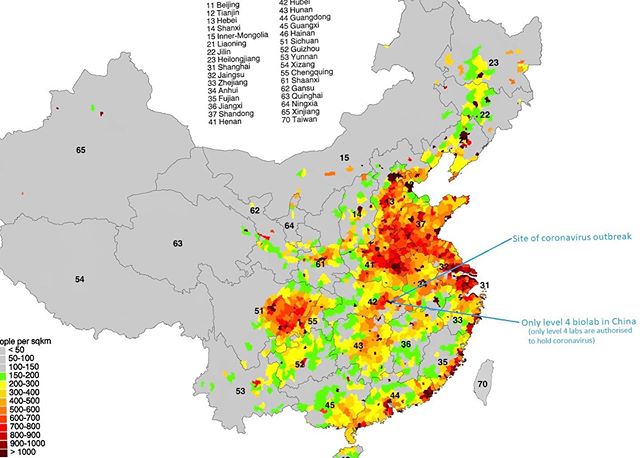 11 Beijing
12 Tianjin
13 Hebei
14 Shanxi
15 Inner-Mongolia
21 Liaoning
22 Jilin
23 Heilongjiang
31 Shanghai
32 Jaingsu
33 Zhejiang
34 Anhui
35 Fujian
36 Jiangxi
37 Shandong
41 Henan
42 Hubei
43 Hunan
44 Guangdong
45 Guangxi
46 Hainan
51 Sichuan
52 Guizhou
53 Yunnan
54 Xizang
55 Chengquing
61 Shaanxi
62 Gansu
63 Quinghai
64 Ningxia
65 Xinjiang
70 Taiwan
23
22
65
15
13
62
14
37
64
63
61
41
32
Site of coronavirus outbreak
54
31
42
51
55
33
Only level 4 biolab in China
(only level 4 labs are authorised
to hold coronavirus)
43
36
52
35
53
70
44
45
ople per sqkm
< 50
50-100
100-150
150-200
200-300
300-400
400-500
500-600
600-700
700-800
800-900
900-1000
> 1000